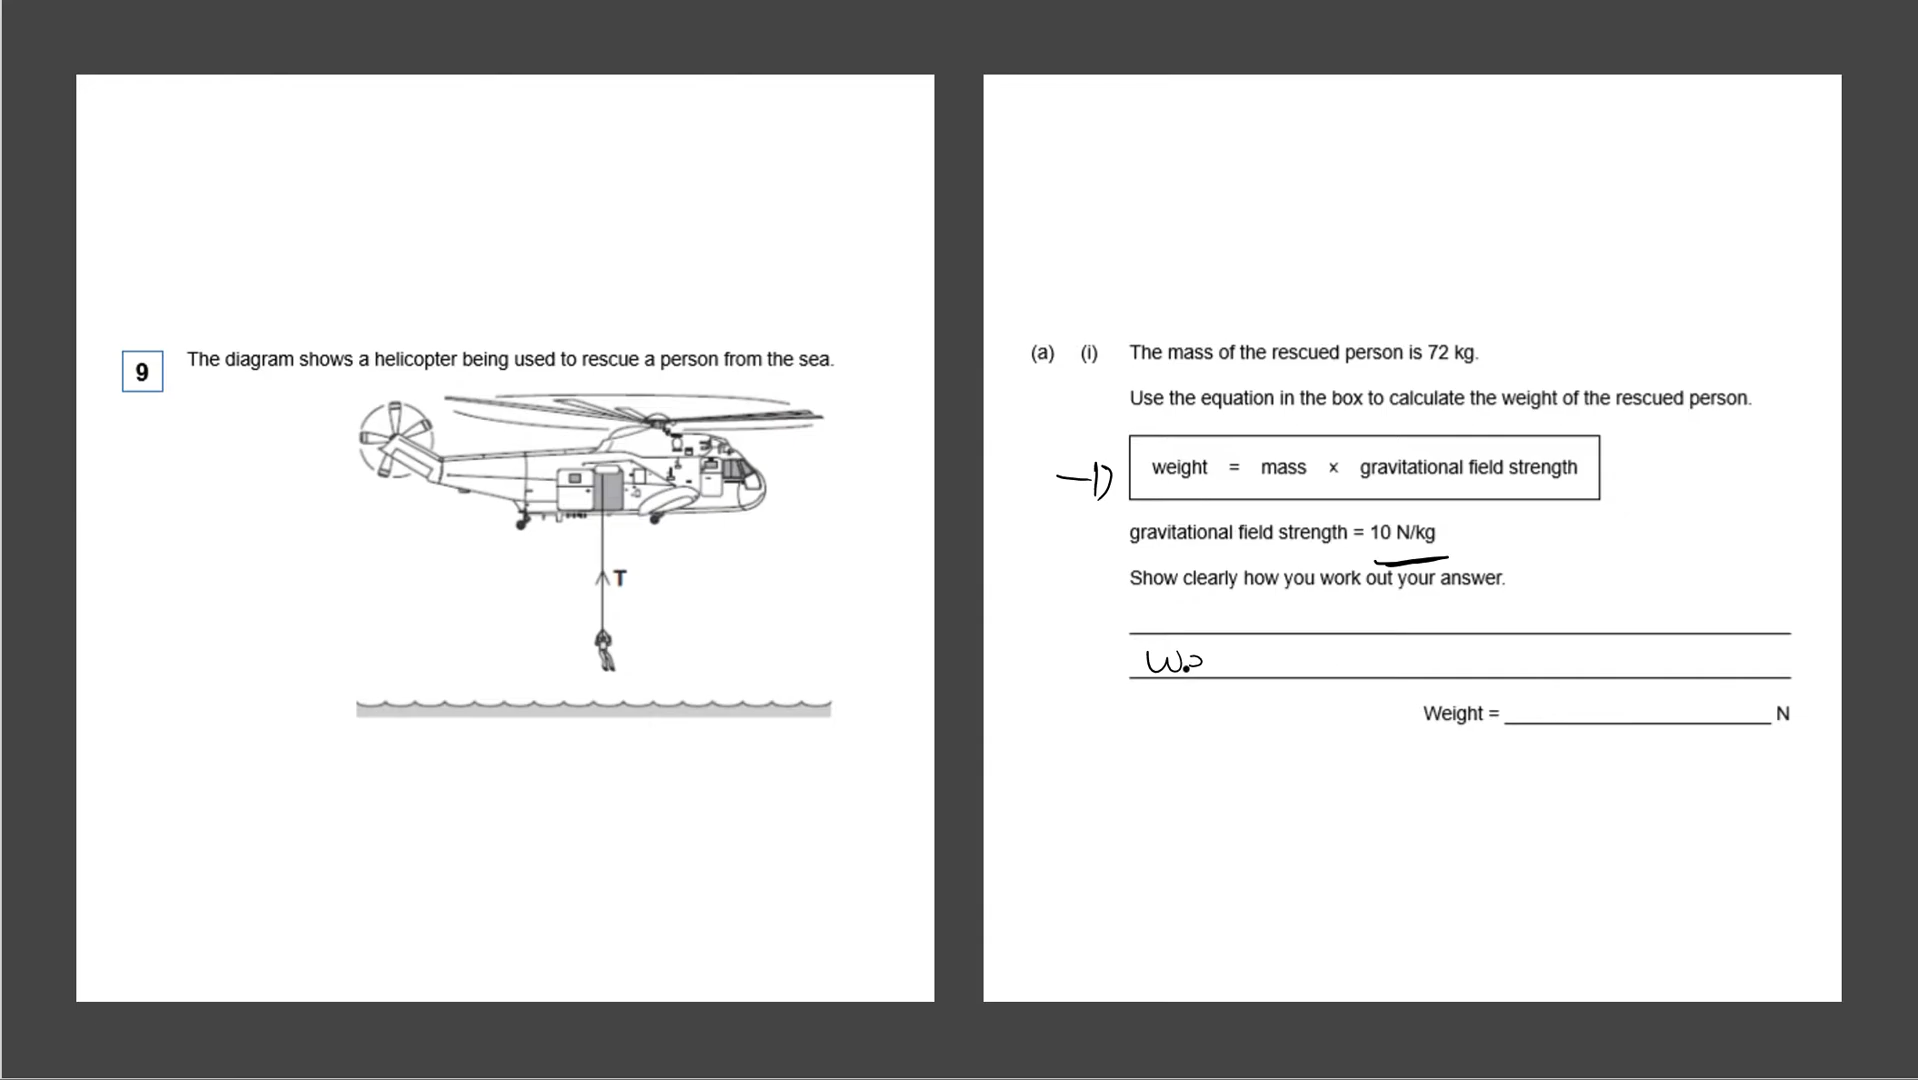 9 The diagram shows a helicopter being used to rescue a person from the sea.
T
(a) (i) The mass of the rescued person is 72 kg.
Use the equation in the box to calculate the weight of the rescued person.
weight = mass x gravitational field strength
gravitational field strength = 10 N/kg
Show clearly how you work out your answer.
W
Weight = ____ N